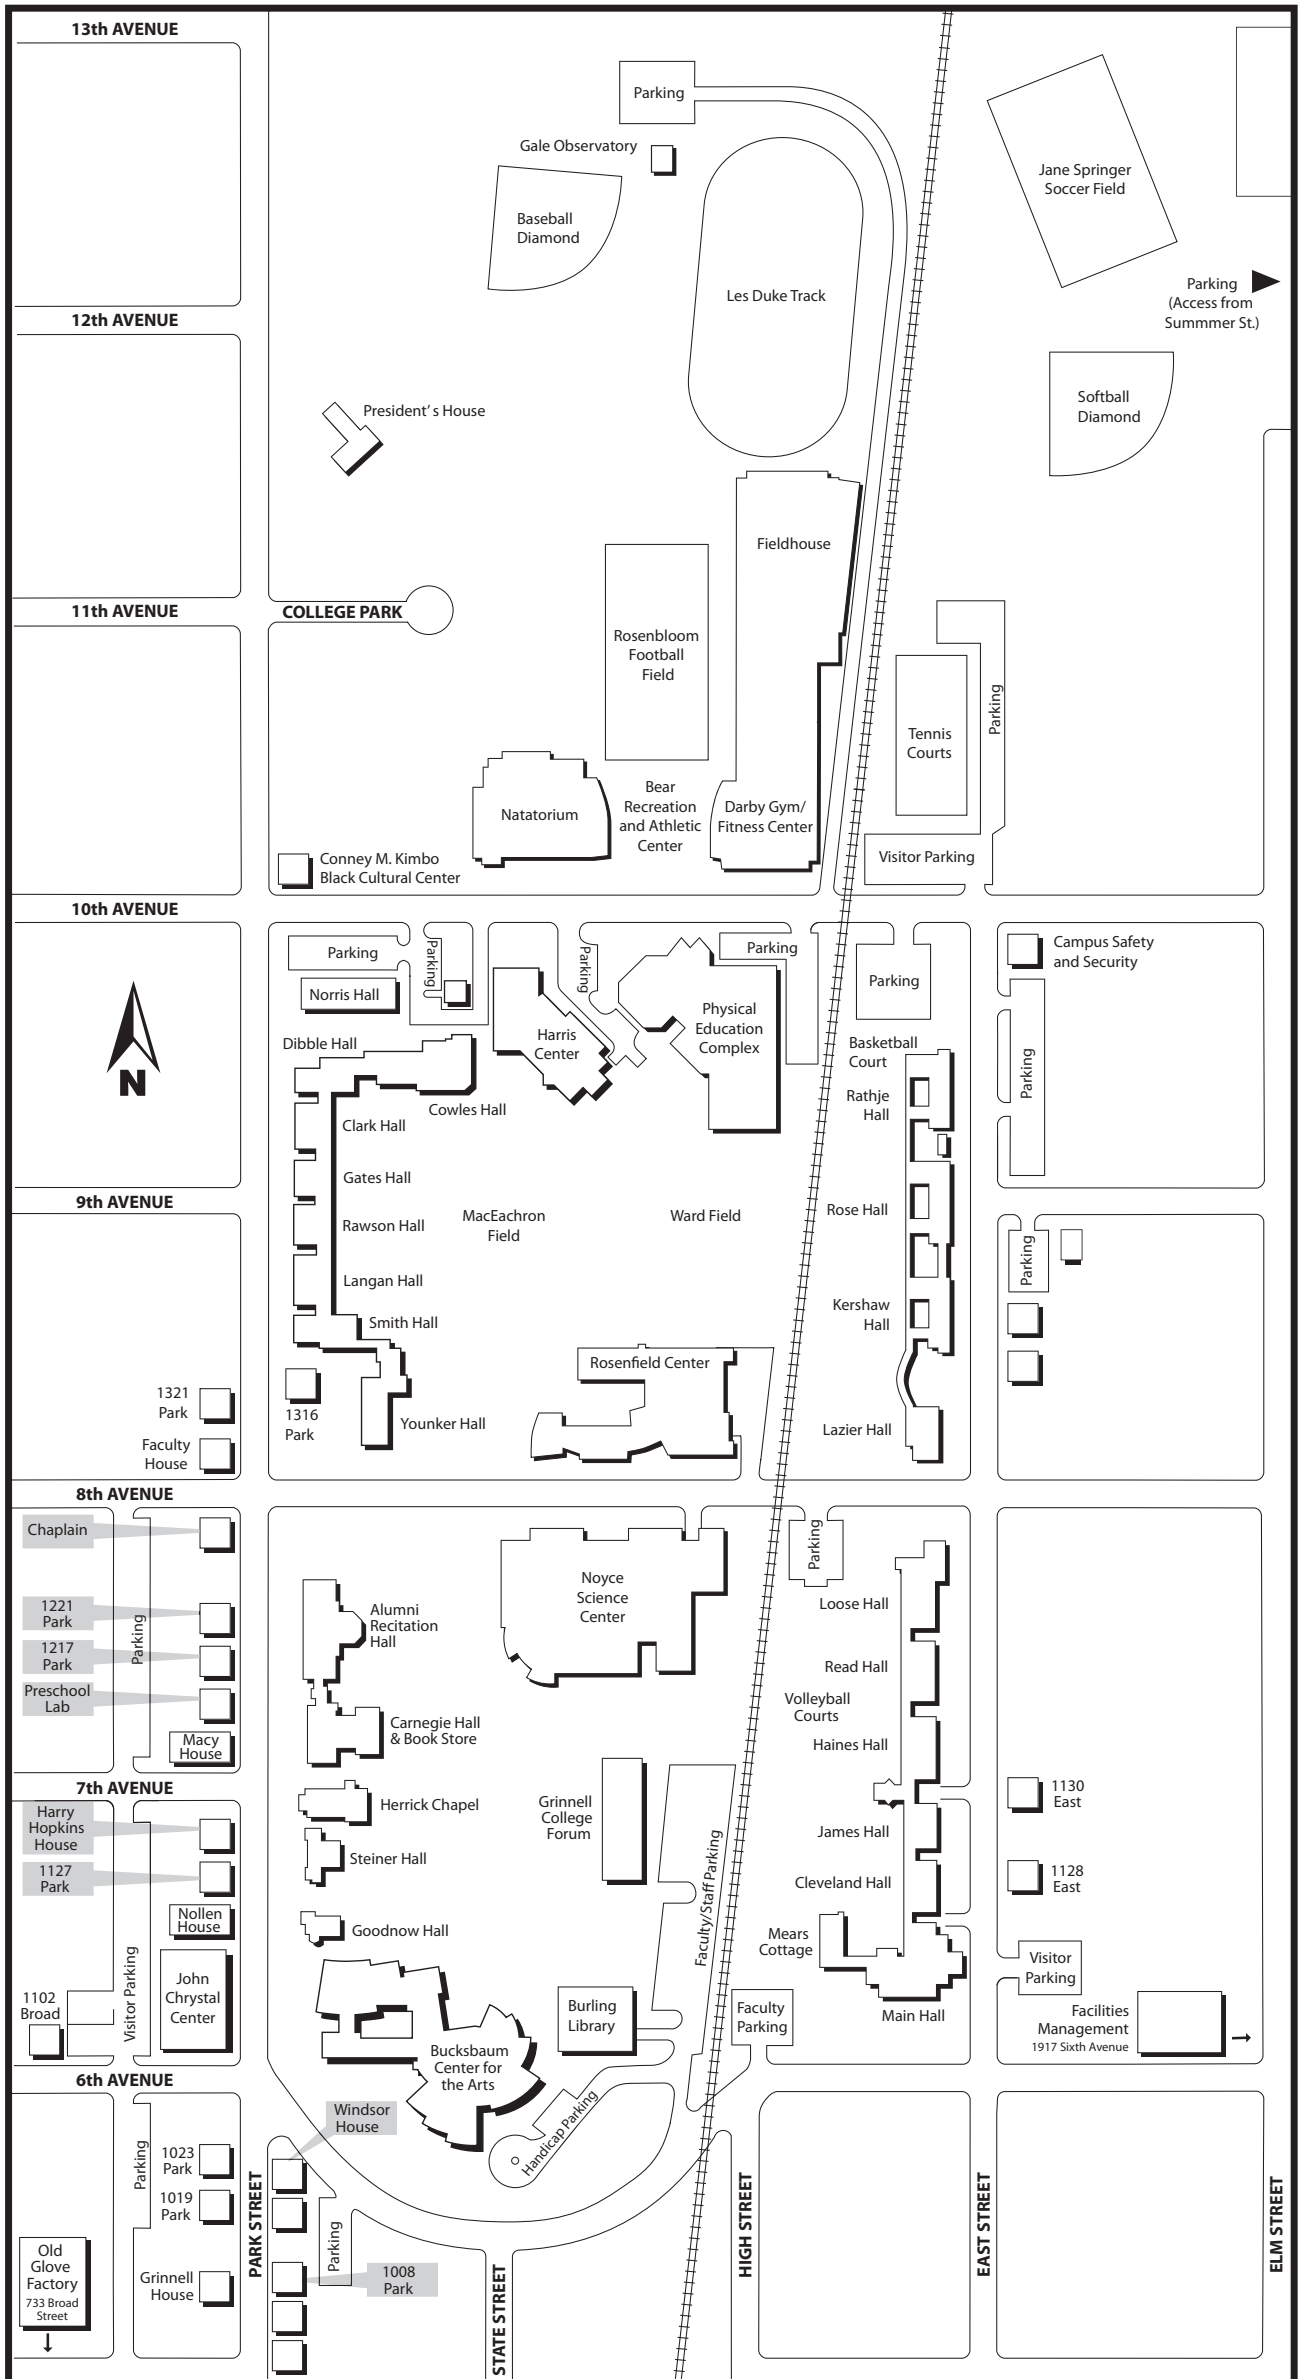 13th AVENUE
Parking
Gale Observatory
Baseball
Diamond
Les Duke Track
Jane Springer
Soccer Field
Parking
(Access from
Summmer St.)
12th AVENUE
Softball
Diamond
President's House
Fieldhouse
11th AVENUE
COLLEGE PARK
Rosenbloom
Football
Field
Parking
Tennis
Courts
Natatorium
Bear
Recreation
and Athletic
Center
Darby Gym/
Fitness Center
Visitor Parking
Conney M. Kimbo
Black Cultural Center
10th AVENUE
Parking
Parking
Parking
Parking
Parking
Campus Safety
and Security
Norris Hall
Harris
Center
Physical
Education
Complex
Dibble Hall
Basketball
Court
Parking
N
Cowles Hall
Rathje
Hall
Clark Hall
Gates Hall
9th AVENUE
Rawson Hall
MacEachron
Field
Ward Field
Rose Hall
Parking
Langan Hall
Smith Hall
Kershaw
Hall
Rosenfield Center
1321
Park
1316
Park
Younker Hall
Lazier Hall
Faculty
House
8th AVENUE
Chaplain
Parking
Noyce
Science
Center
1221
Park
Parking
Alumni
Recitation
Hall
Loose Hall
1217
Park
Read Hall
Preschool
Lab
Volleyball
Courts
Macy
House
Carnegie Hall
& Book Store
Haines Hall
7th AVENUE
Harry
Hopkins
House
Herrick Chapel
Grinnell
College
Forum
1130
East
James Hall
Steiner Hall
1127
Park
Faculty/Staff Parking
Cleveland Hall
1128
East
Nollen
House
Goodnow Hall
Mears
Cottage
Visitor Parking
John
Chrystal
Center
Visitor
Parking
1102
Broad
Burling
Library
Faculty
Parking
Main Hall
Facilities
Management
1917 Sixth Avenue
Bucksbaum
Center for
the Arts
6th AVENUE
Windsor
House
Handicap Parking
Parking
1023
Park
1019
Park
PARK STREET
Parking
HIGH STREET
EAST STREET
ELM STREET
Old
Glove
Factory
733 Broad
Street
Grinnell
House
1008
Park
STATE STREET